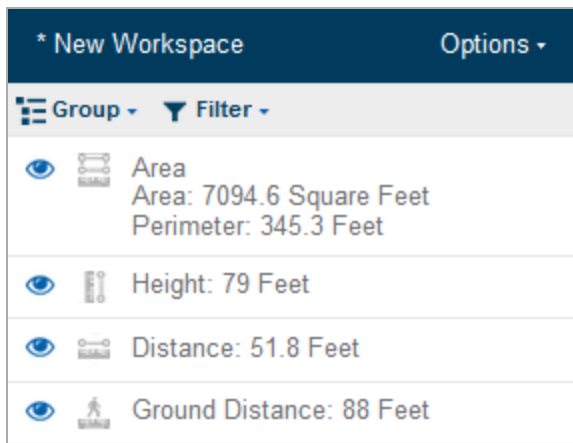 * New Workspace Options
Group Filter
Area
Area: 7094.6 Square Feet
Perimeter: 345.3 Feet
Height: 79 Feet
Distance: 51.8 Feet
Ground Distance: 88 Feet